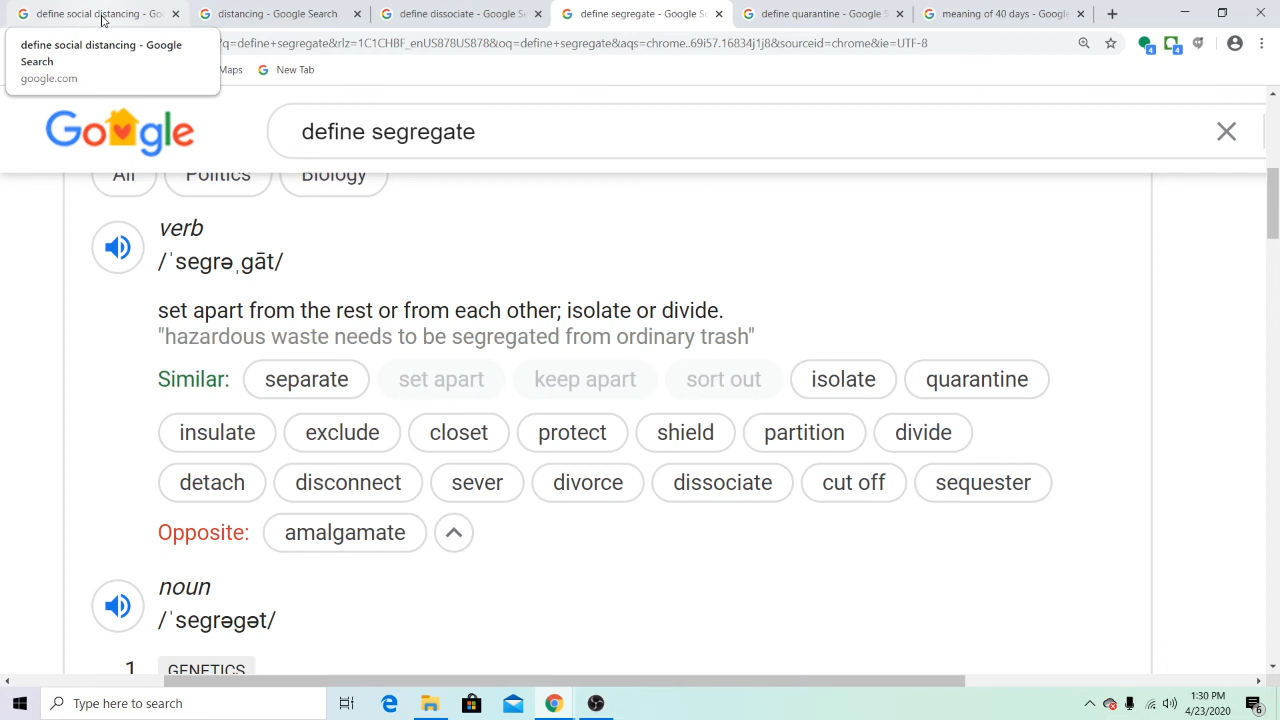 define social distancing - Goo
distancing - Google Search
define dissociate - Google Se
define segregate - Google S
define quarantine - Google S
meaning of 40 days - Google
?q=define+segregate&rlz=1C1CHBF_enUS878US878&oq=define+segregate&aqs=chrome..69i57.16834j1j8&sourceid=chrome&ie=UTF-8
4
4
define social distancing - Google
Search
google.com
Maps
New Tab
Google
define segregate
All
Politics
Biology
verb
/ˈsegrəˌɡāt/
set apart from the rest or from each other; isolate or divide.
"hazardous waste needs to be segregated from ordinary trash"
Similar: separate set apart keep apart sort out isolate quarantine
insulate exclude closet protect shield partition divide
detach disconnect sever divorce dissociate cut off sequester
Opposite: amalgamate
noun
/ˈsegrəɡət/
1 GENETICS
Type here to search
1:30 PM
4/23/2020
6